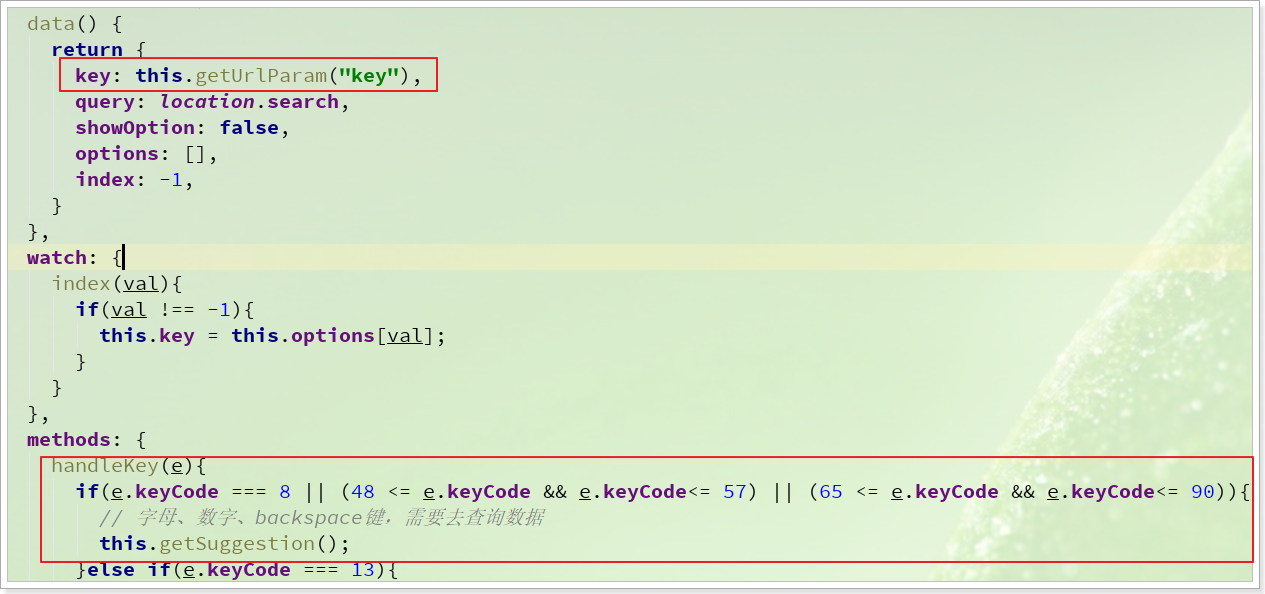 data() {
return {
key: this.getUrlParam("key"),
query: location.search,
showOption: false,
options: [],
index: -1,
}
},
watch: {
index(val){
if(val !== -1){
this.key = this.options[val];
}
}
},
methods: {
handleKey(e){
if(e.keyCode === 8 || (48 <= e.keyCode && e.keyCode<= 57) || (65 <= e.keyCode && e.keyCode<= 90)){
// 字母、数字、backspace键，需要去查询数据
this.getSuggestion();
}else if(e.keyCode === 13){